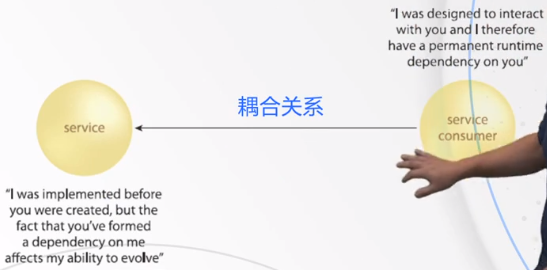 "I was designed to interact
with you and I therefore
have a permanent runtime
dependency on you"
耦合关系
service
service
consumer
"I was implemented before
you were created, but the
fact that you've formed
a dependency on me
affects my ability to evolve"